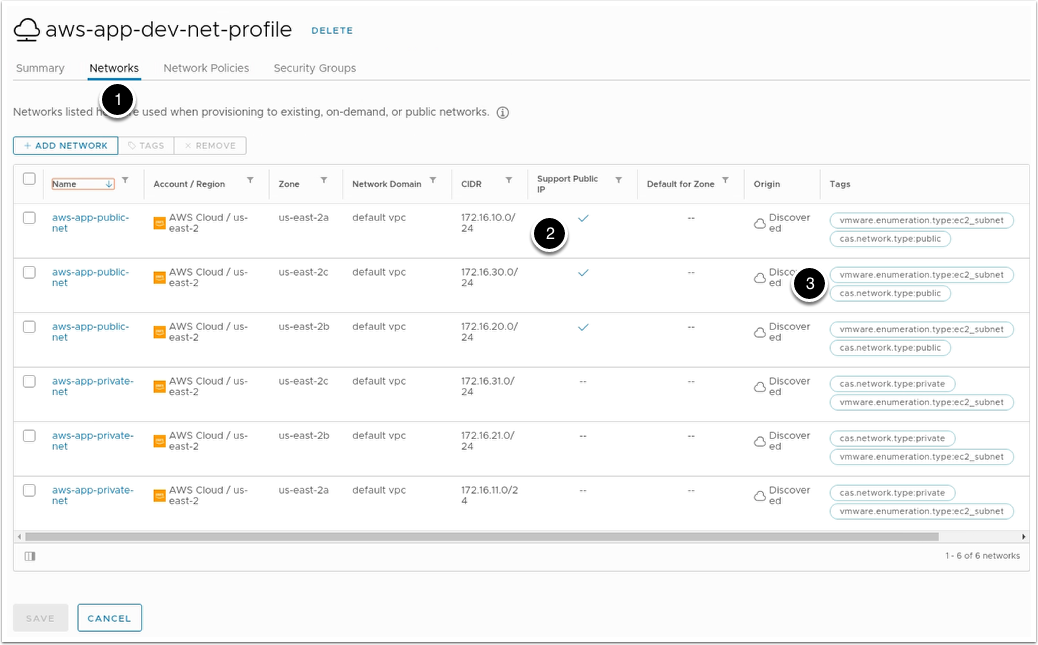 aws-app-dev-net-profile DELETE
Summary Networks Network Policies Security Groups
1
Networks listed h re used when provisioning to existing, on-demand, or public networks.
+ ADD NETWORK TAGS × REMOVE
Name Account / Region Zone Network Domain CIDR Support Public IP Default for Zone Origin Tags
aws-app-public-net AWS Cloud / us-east-2 us-east-2a default vpc 172.16.10.0/24 -- Discovered vmware.enumeration.type:ec2_subnet
cas.network.type:public
2
aws-app-public-net AWS Cloud / us-east-2 us-east-2c default vpc 172.16.30.0/24 -- Discovered vmware.enumeration.type:ec2_subnet
cas.network.type:public
3
aws-app-public-net AWS Cloud / us-east-2 us-east-2b default vpc 172.16.20.0/24 -- Discovered vmware.enumeration.type:ec2_subnet
cas.network.type:public
aws-app-private-net AWS Cloud / us-east-2 us-east-2c default vpc 172.16.31.0/24 -- -- Discovered cas.network.type:private
vmware.enumeration.type:ec2_subnet
aws-app-private-net AWS Cloud / us-east-2 us-east-2b default vpc 172.16.21.0/24 -- -- Discovered cas.network.type:private
vmware.enumeration.type:ec2_subnet
aws-app-private-net AWS Cloud / us-east-2 us-east-2a default vpc 172.16.11.0/24 -- -- Discovered cas.network.type:private
vmware.enumeration.type:ec2_subnet
1 - 6 of 6 networks
SAVE CANCEL